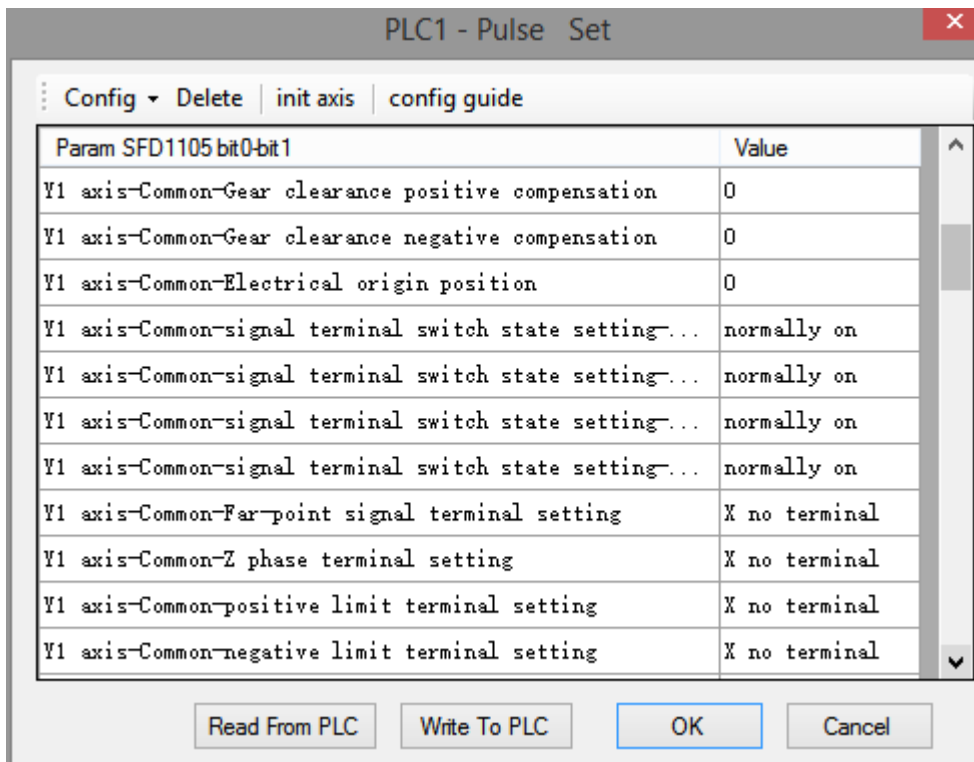 PLC1 - Pulse Set
Config Delete init axis config guide
Param SFD1105 bit0-bit1 Value
Y1 axis-Common-Gear clearance positive compensation 0
Y1 axis-Common-Gear clearance negative compensation 0
Y1 axis-Common-Electrical origin position 0
Y1 axis-Common-signal terminal switch state setting-... normally on
Y1 axis-Common-signal terminal switch state setting-... normally on
Y1 axis-Common-signal terminal switch state setting-... normally on
Y1 axis-Common-signal terminal switch state setting-... normally on
Y1 axis-Common-Far-point signal terminal setting X no terminal
Y1 axis-Common-Z phase terminal setting X no terminal
Y1 axis-Common-positive limit terminal setting X no terminal
Y1 axis-Common-negative limit terminal setting X no terminal
Read From PLC Write To PLC OK Cancel